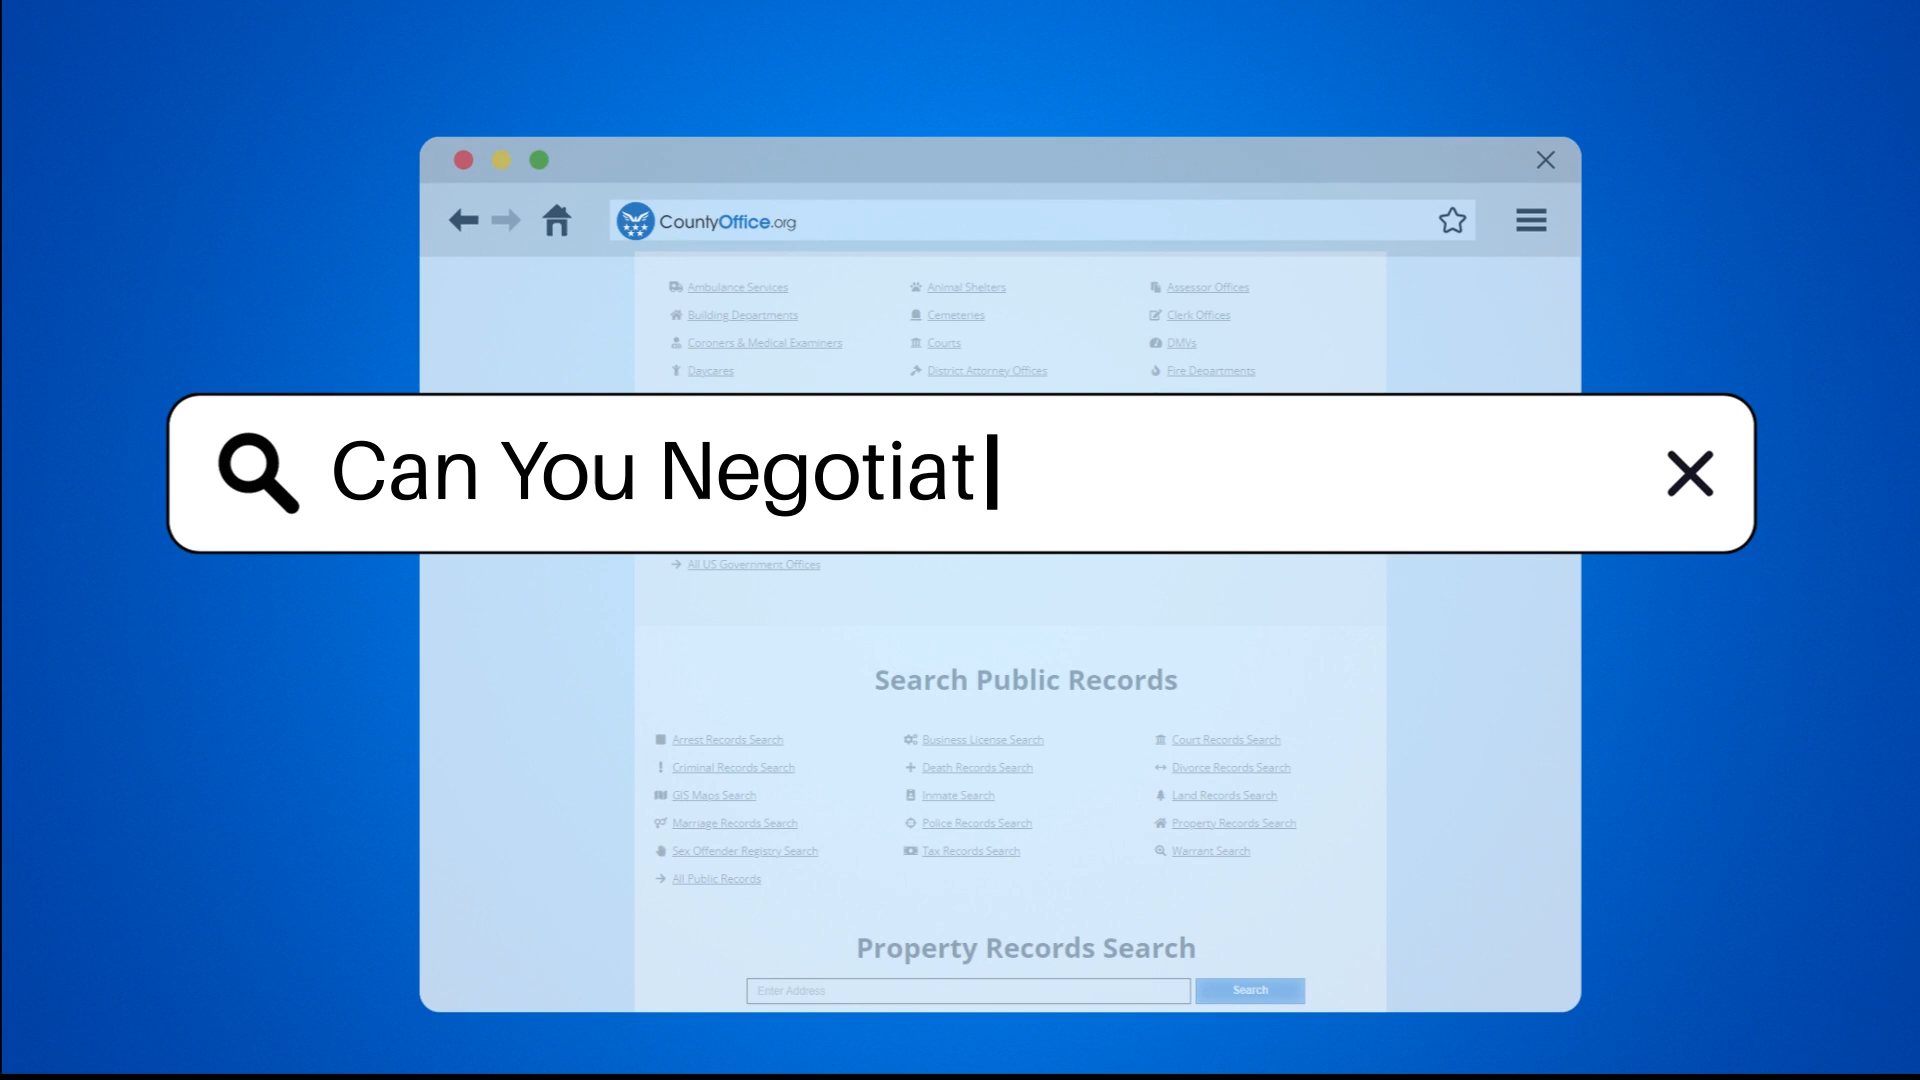 CountyOffice.org
Ambulance Services Animal Shelters Assessor Offices
Building Departments Cemeteries Clerk Offices
Coroners & Medical Examiners Courts DMVs
Daycares District Attorney Offices Fire Departments
Can You Negotiat
All US Government Offices
Search Public Records
Arrest Records Search Business License Search Court Records Search
Criminal Records Search Death Records Search Divorce Records Search
GIS Maps Search Inmate Search Land Records Search
Marriage Records Search Police Records Search Property Records Search
Sex Offender Registry Search Tax Records Search Warrant Search
All Public Records
Property Records Search
Enter Address Search